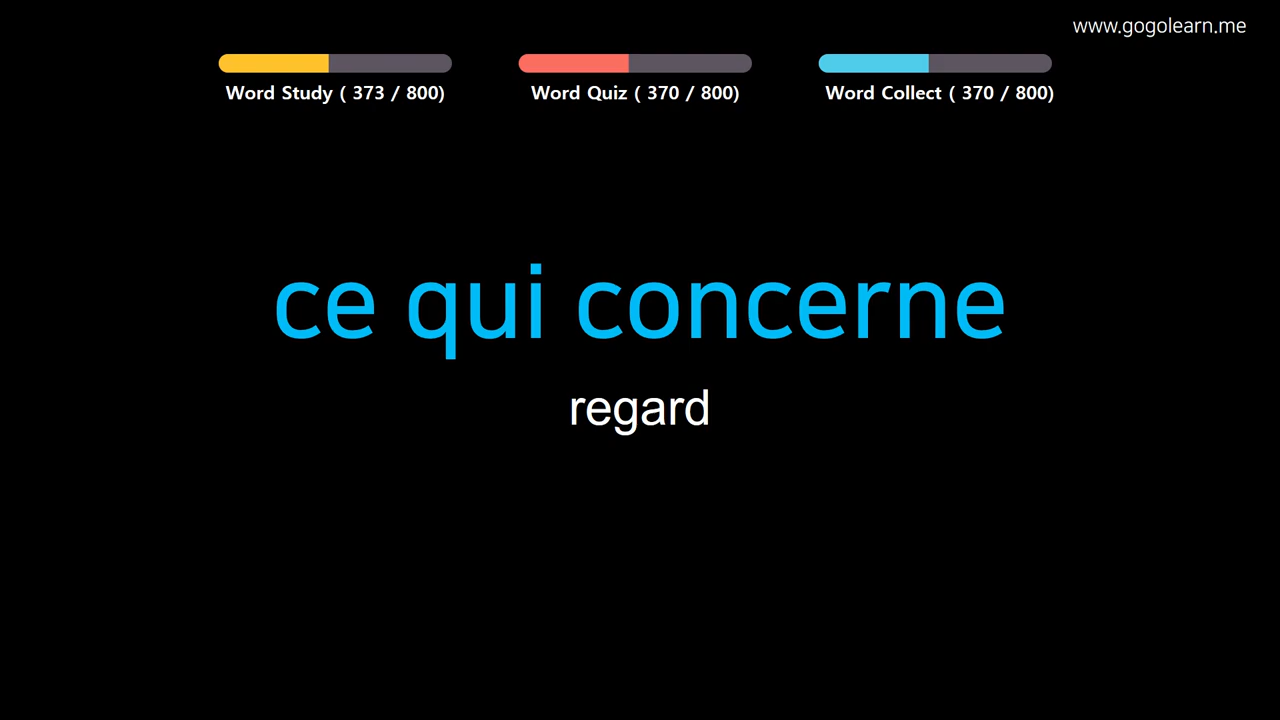 www.gogolearn.me
Word Study ( 373 / 800)
Word Quiz ( 370 / 800)
Word Collect ( 370 / 800)
ce qui concerne
regard